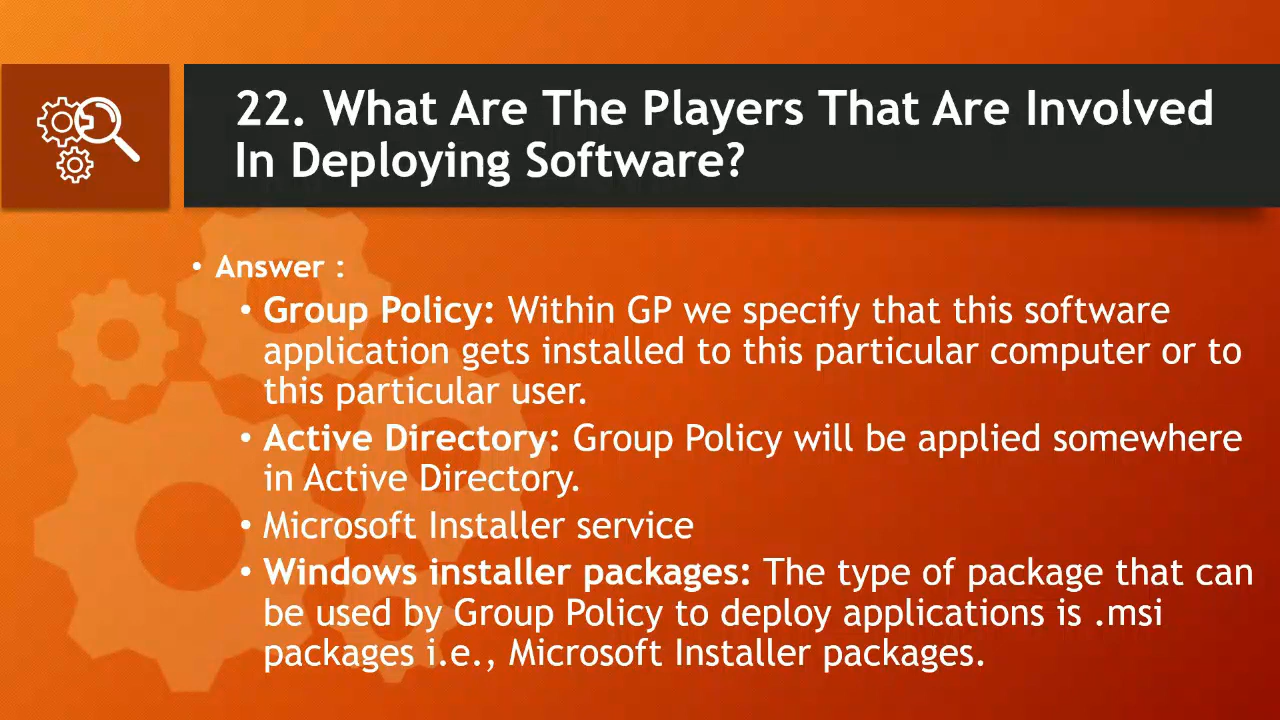 22. What Are The Players That Are Involved
In Deploying Software?
• Answer :
• Group Policy: Within GP we specify that this software
application gets installed to this particular computer or to
this particular user.
• Active Directory: Group Policy will be applied somewhere
in Active Directory.
• Microsoft Installer service
• Windows installer packages: The type of package that can
be used by Group Policy to deploy applications is .msi
packages i.e., Microsoft Installer packages.